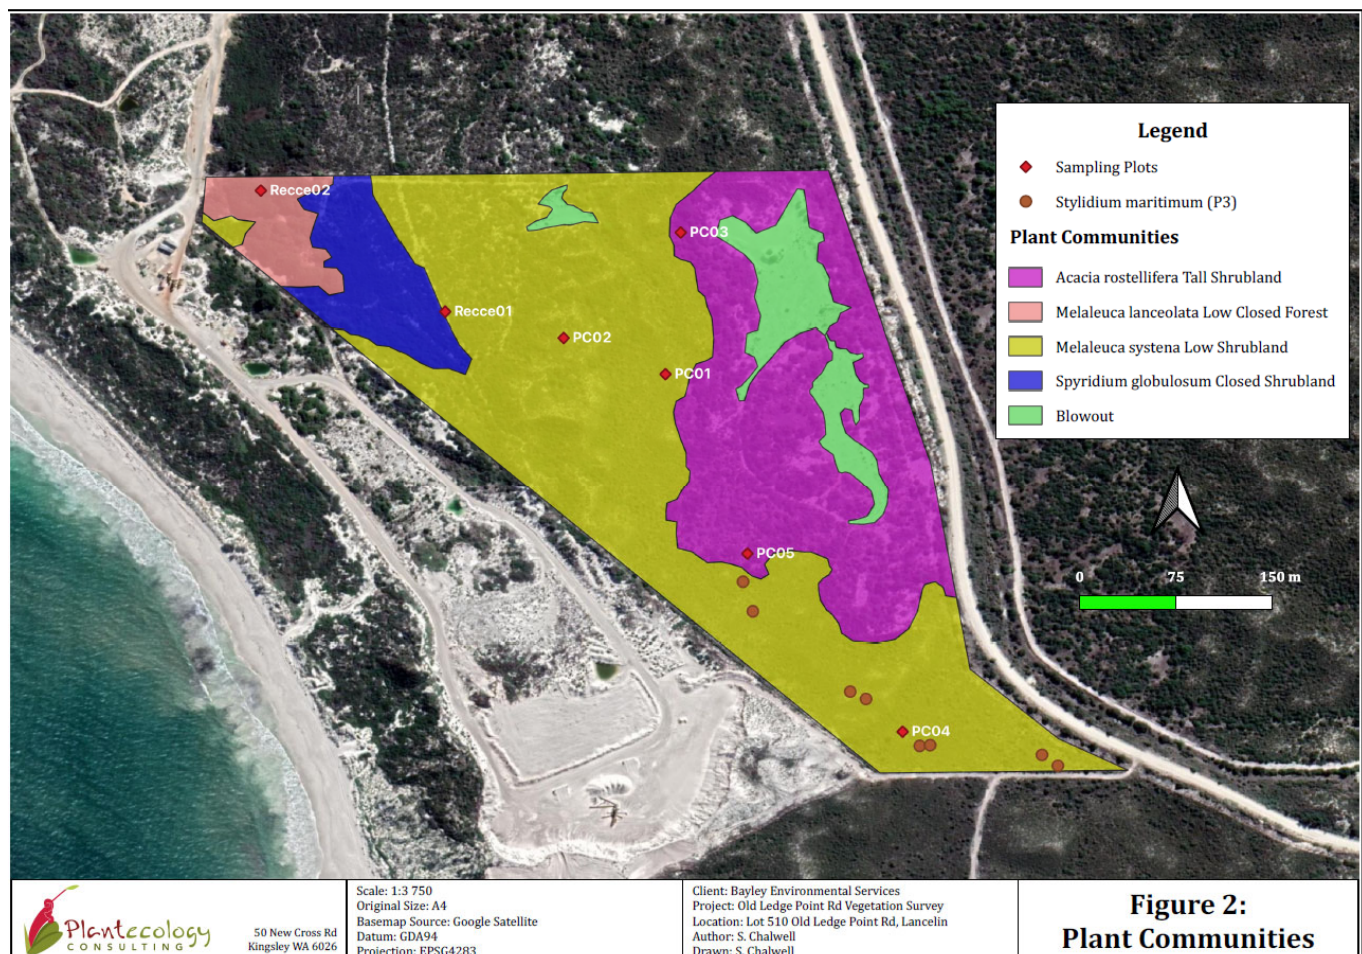 Legend
Sampling Plots
Stylidium maritimum (P3)
Plant Communities
Acacia rostellifera Tall Shrubland
Melaleuca lanceolata Low Closed Forest
Melaleuca systena Low Shrubland
Spyridium globulosum Closed Shrubland
Blowout
Recce02
PC03
Recce01
PC02
PC01
PC05
PC04
0 75 150 m
Plantecology
CONSULTING
50 New Cross Rd
Kingsley WA 6026
Scale: 1:3 750
Original Size: A4
Basemap Source: Google Satellite
Datum: GDA94
Projection: EPSG4283
Client: Bayley Environmental Services
Project: Old Ledge Point Rd Vegetation Survey
Location: Lot 510 Old Ledge Point Rd, Lancelin
Author: S. Chalwell
Drawn: S. Chalwell
Figure 2:
Plant Communities